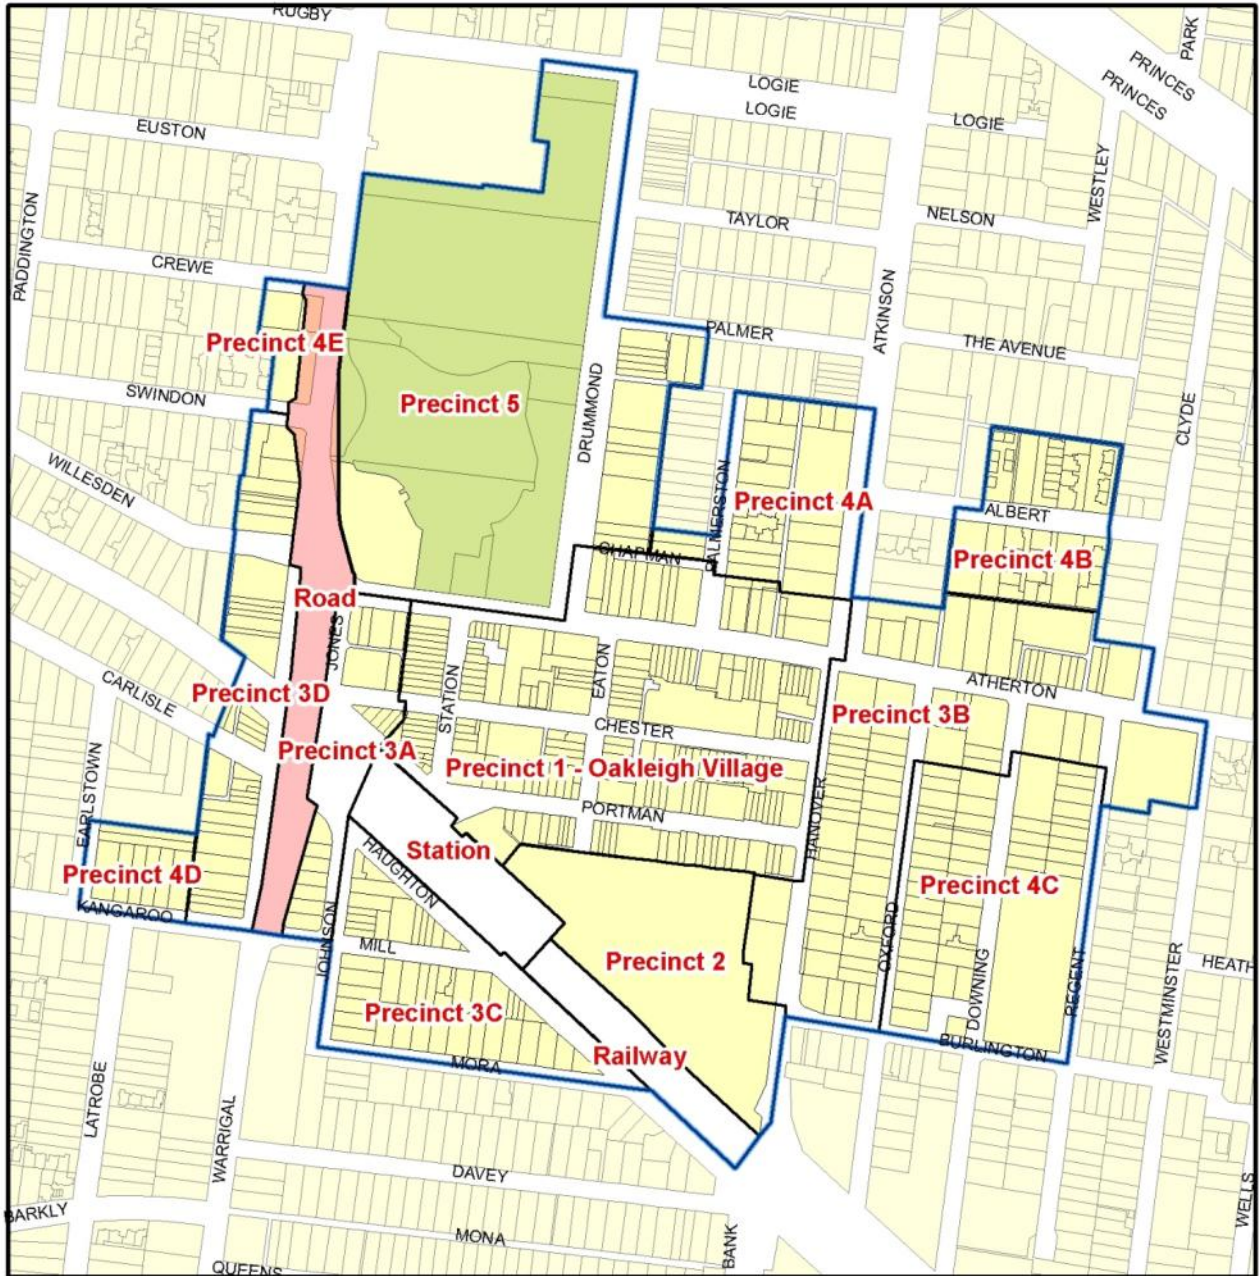 RUGBY
PARK
PRINCES
PRINCES
LOGIE
LOGIE
LOGIE
EUSTON
WESTLEY
PADDINGTON
TAYLOR
NELSON
CREWE
ATKINSON
Precinct 4E
PALMER
THE AVENUE
SWINDON
Precinct 5
DRUMMOND
CLYDE
WILLESDEN
PALMERSTON
Precinct 4A
ALBERT
CHAPMAN
Precinct 4B
Road
JONES
STATION
EATON
CARLISLE
Precinct 3D
ATHERTON
Precinct 3B
CHESTER
Precinct 3A
Precinct 1 - Oakleigh Village
EARLSTOWN
PORTMAN
HANOVER
Station
HAUGHTON
Precinct 4D
Precinct 4C
KANGAROO
JOHNSON
MILL
OXFORD
Precinct 2
DOWNING
REGENT
WESTMINSTER
HEATH
Precinct 3C
BURLINGTON
Railway
MORA
LATROBE
WARRIGAL
DAVEY
BARKLY
MONA
BANK
WELLS
QUEENS